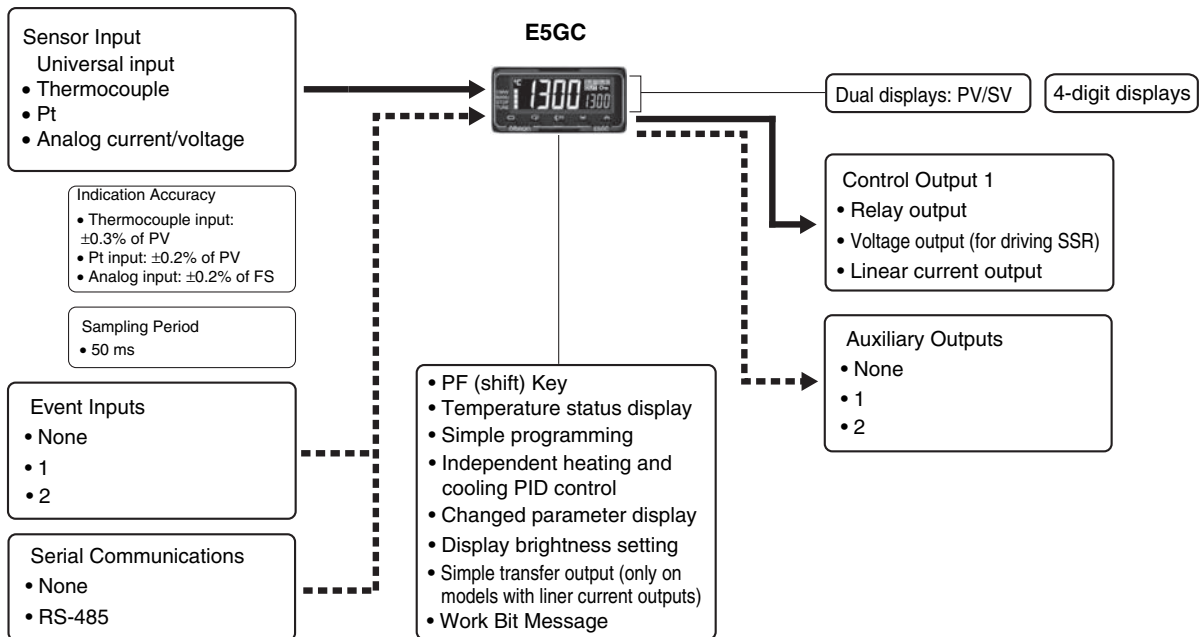 E5GC
Sensor Input
Universal input
• Thermocouple
• Pt
• Analog current/voltage
°C
1300
1300
Dual displays: PV/SV
4-digit displays
Indication Accuracy
• Thermocouple input:
±0.3% of PV
• Pt input: ±0.2% of PV
• Analog input: ±0.2% of FS
Control Output 1
• Relay output
• Voltage output (for driving SSR)
• Linear current output
Sampling Period
• 50 ms
Auxiliary Outputs
• None
• 1
• 2
Event Inputs
• None
• 1
• 2
• PF (shift) Key
• Temperature status display
• Simple programming
• Independent heating and
cooling PID control
• Changed parameter display
• Display brightness setting
• Simple transfer output (only on
models with liner current outputs)
• Work Bit Message
Serial Communications
• None
• RS-485